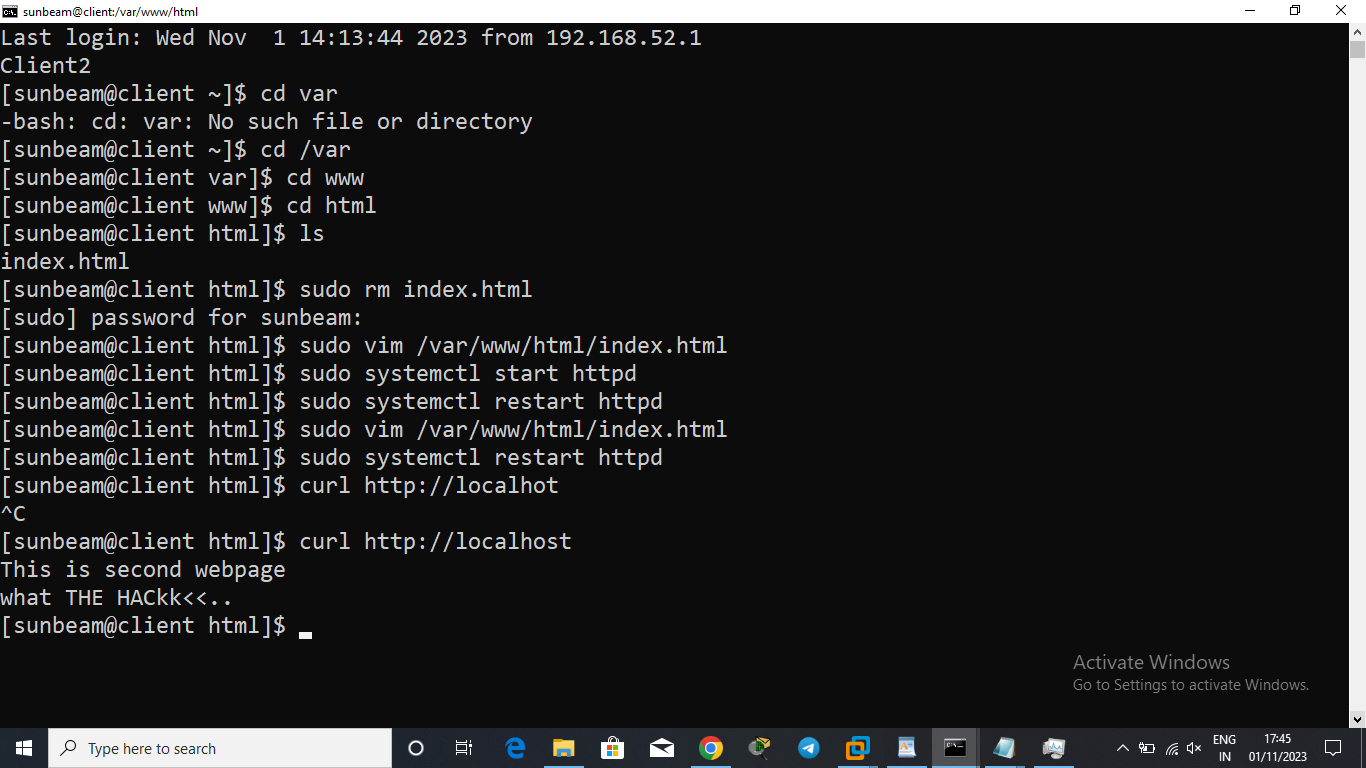 sunbeam@client:/var/www/html
Last login: Wed Nov  1 14:13:44 2023 from 192.168.52.1
Client2
[sunbeam@client ~]$ cd var
-bash: cd: var: No such file or directory
[sunbeam@client ~]$ cd /var
[sunbeam@client var]$ cd www
[sunbeam@client www]$ cd html
[sunbeam@client html]$ ls
index.html
[sunbeam@client html]$ sudo rm index.html
[sudo] password for sunbeam:
[sunbeam@client html]$ sudo vim /var/www/html/index.html
[sunbeam@client html]$ sudo systemctl start httpd
[sunbeam@client html]$ sudo systemctl restart httpd
[sunbeam@client html]$ sudo vim /var/www/html/index.html
[sunbeam@client html]$ sudo systemctl restart httpd
[sunbeam@client html]$ curl http://localhot
^C
[sunbeam@client html]$ curl http://localhost
This is second webpage
what THE HACkk<<..
[sunbeam@client html]$
Activate Windows
Go to Settings to activate Windows.
Type here to search
ENG
IN
17:45
01/11/2023